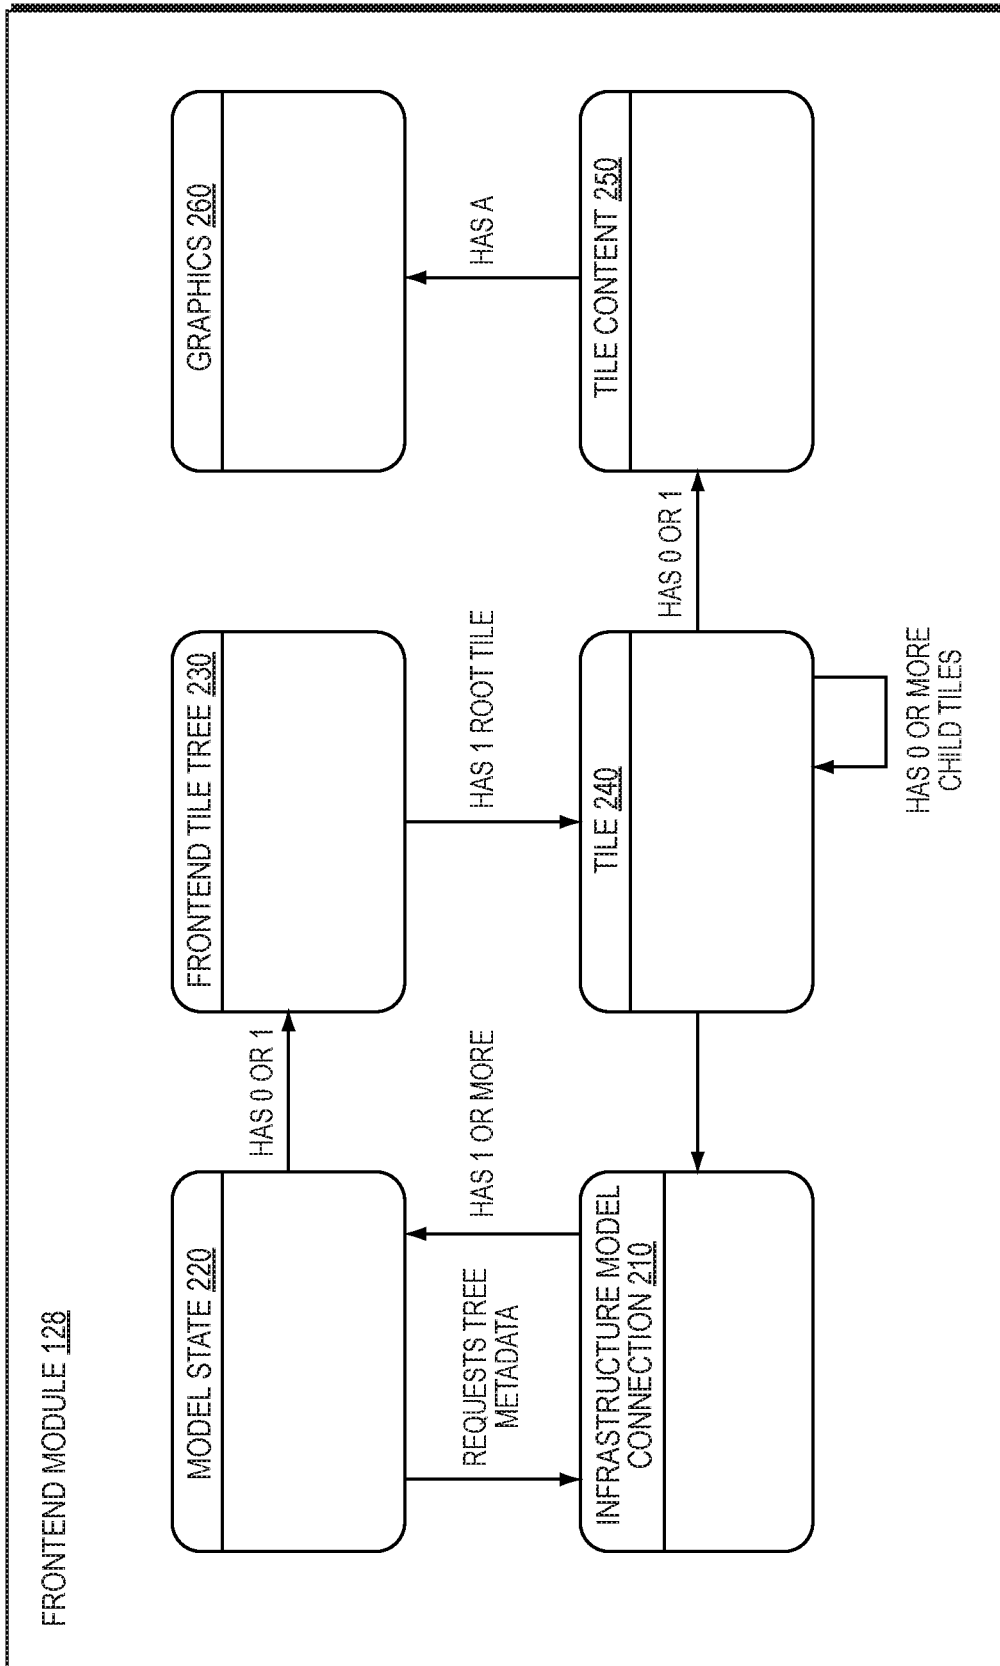 FRONTEND MODULE 128
MODEL STATE 220
HAS 0 OR 1
FRONTEND TILE TREE 230
GRAPHICS 260
REQUESTS TREE
METADATA
HAS 1 OR MORE
HAS 1 ROOT TILE
HAS A
INFRASTRUCTURE MODEL
CONNECTION 210
TILE 240
HAS 0 OR 1
TILE CONTENT 250
HAS 0 OR MORE
CHILD TILES